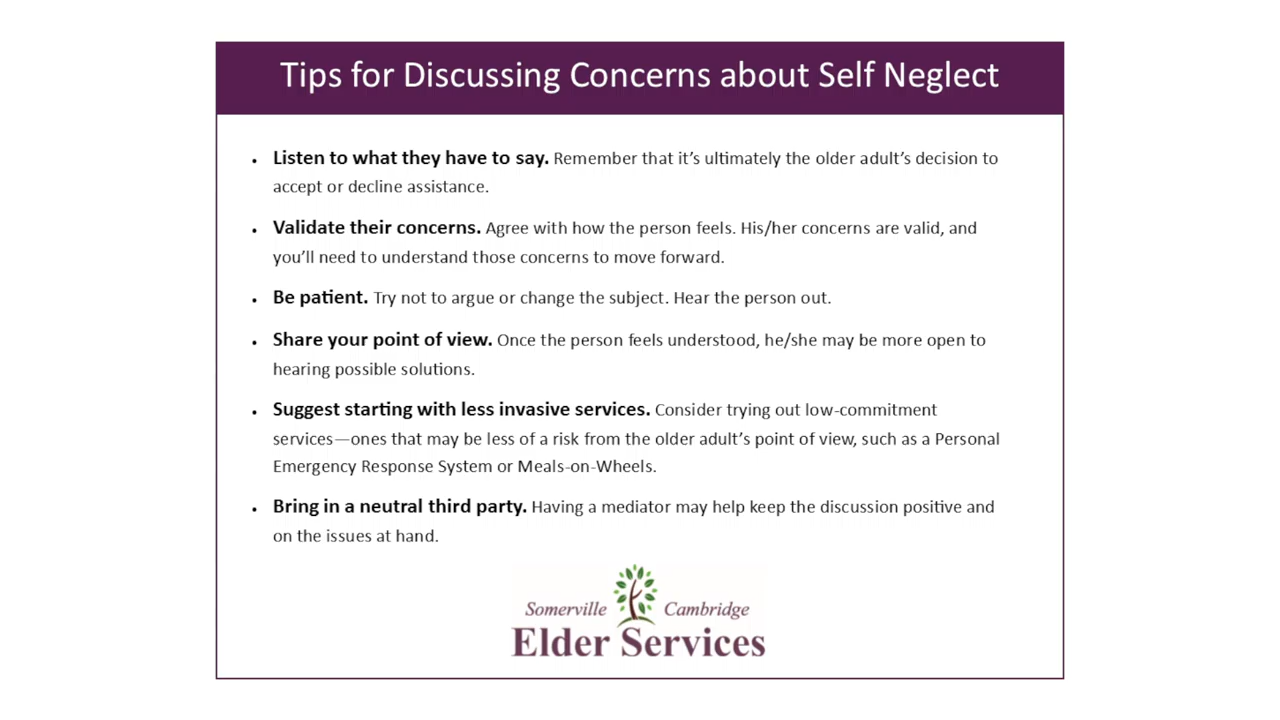 Tips for Discussing Concerns about Self Neglect
• Listen to what they have to say. Remember that it's ultimately the older adult's decision to
accept or decline assistance.
• Validate their concerns. Agree with how the person feels. His/her concerns are valid, and
you'll need to understand those concerns to move forward.
• Be patient. Try not to argue or change the subject. Hear the person out.
• Share your point of view. Once the person feels understood, he/she may be more open to
hearing possible solutions.
• Suggest starting with less invasive services. Consider trying out low-commitment
services—ones that may be less of a risk from the older adult's point of view, such as a Personal
Emergency Response System or Meals-on-Wheels.
• Bring in a neutral third party. Having a mediator may help keep the discussion positive and
on the issues at hand.
Somerville Cambridge
Elder Services